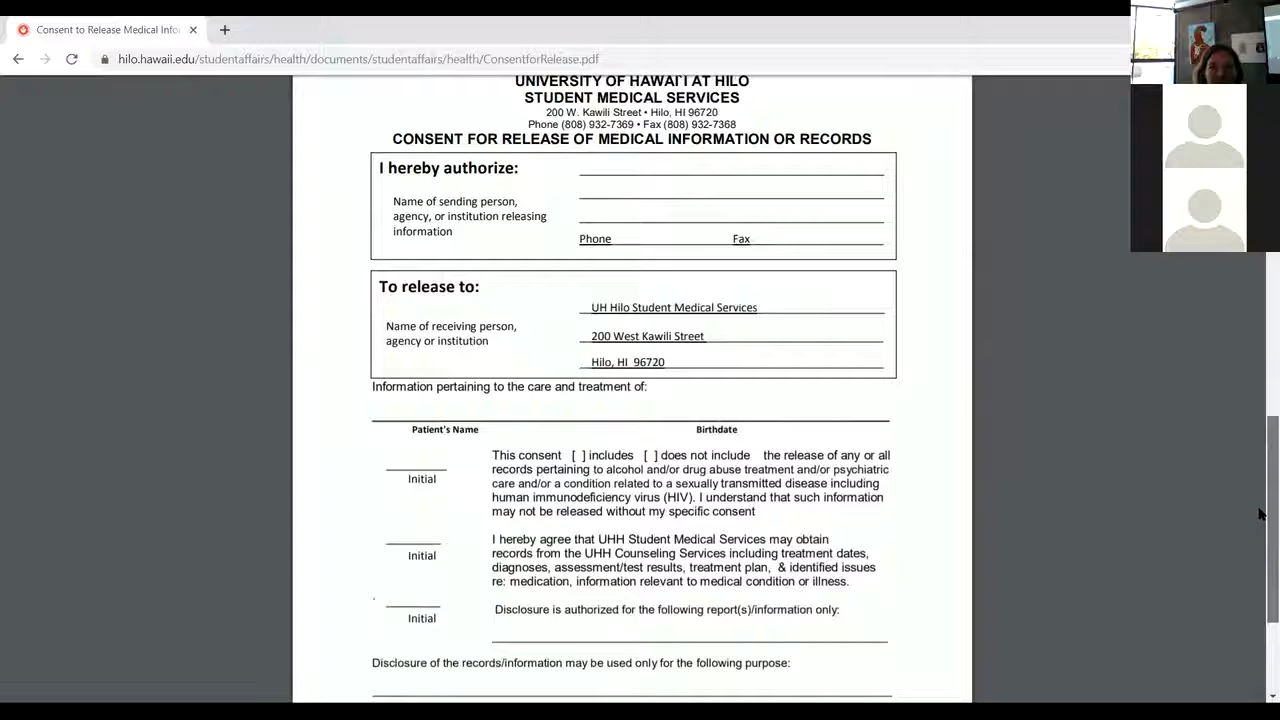 Consent to Release Medical Info
hilo.hawaii.edu/studentaffairs/health/documents/studentaffairs/health/ConsentforRelease.pdf
UNIVERSITY OF HAWAI`I AT HILO
STUDENT MEDICAL SERVICES
200 W. Kawili Street • Hilo, HI 96720
Phone (808) 932-7369 • Fax (808) 932-7368
CONSENT FOR RELEASE OF MEDICAL INFORMATION OR RECORDS
I hereby authorize:
Name of sending person,
agency, or institution releasing
information
Phone Fax
To release to:
UH Hilo Student Medical Services
Name of receiving person,
agency or institution
200 West Kawili Street
Hilo, HI 96720
Information pertaining to the care and treatment of:
Patient's Name Birthdate
This consent [ ] includes [ ] does not include the release of any or all
records pertaining to alcohol and/or drug abuse treatment and/or psychiatric
care and/or a condition related to a sexually transmitted disease including
human immunodeficiency virus (HIV). I understand that such information
may not be released without my specific consent
Initial
I hereby agree that UHH Student Medical Services may obtain
records from the UHH Counseling Services including treatment dates,
diagnoses, assessment/test results, treatment plan, & identified issues
re: medication, information relevant to medical condition or illness.
Initial
Disclosure is authorized for the following report(s)/information only:
Initial
Disclosure of the records/information may be used only for the following purpose: